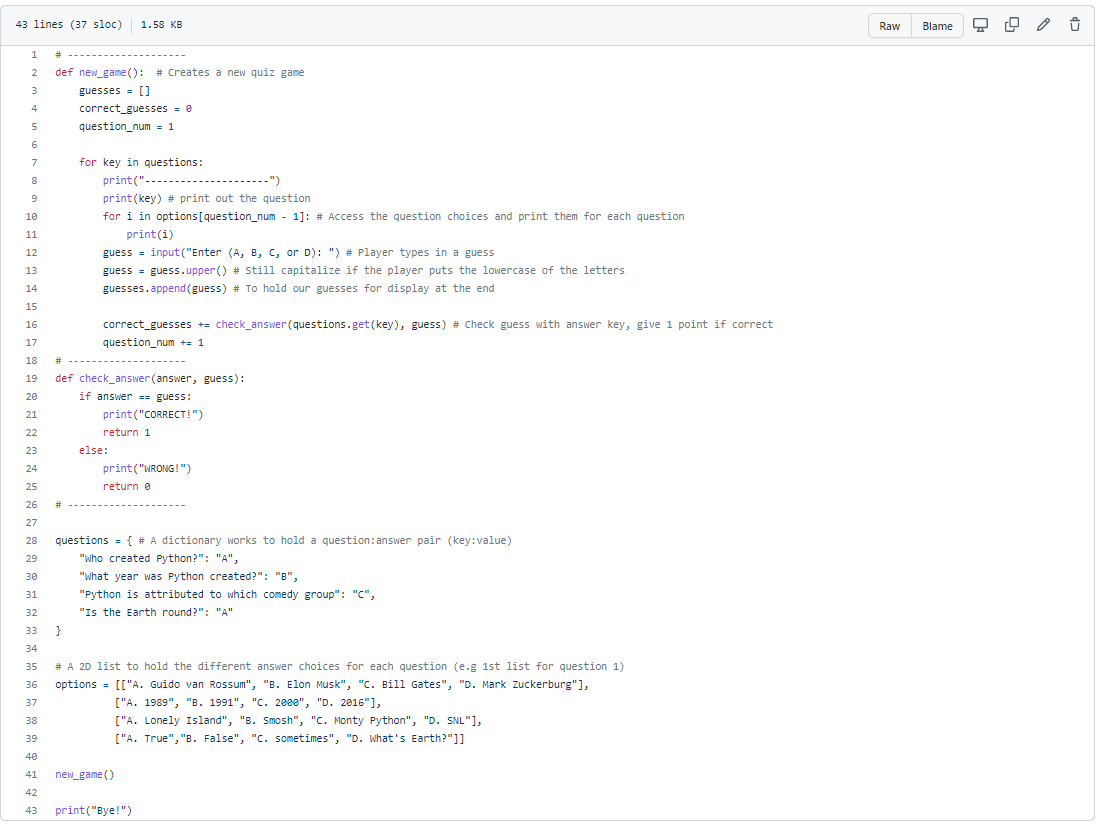 43 lines (37 sloc) 1.58 KB
Raw Blame
1 # --------------------
2 def new_game():  # Creates a new quiz game
3     guesses = []
4     correct_guesses = 0
5     question_num = 1
6
7     for key in questions:
8         print("---------------------")
9         print(key) # print out the question
10         for i in options[question_num - 1]: # Access the question choices and print them for each question
11             print(i)
12         guess = input("Enter (A, B, C, or D): ") # Player types in a guess
13         guess = guess.upper() # Still capitalize if the player puts the lowercase of the letters
14         guesses.append(guess) # To hold our guesses for display at the end
15
16         correct_guesses += check_answer(questions.get(key), guess) # Check guess with answer key, give 1 point if correct
17         question_num += 1
18 # --------------------
19 def check_answer(answer, guess):
20     if answer == guess:
21         print("CORRECT!")
22         return 1
23     else:
24         print("WRONG!")
25         return 0
26 # --------------------
27
28 questions = { # A dictionary works to hold a question:answer pair (key:value)
29     "Who created Python?": "A",
30     "What year was Python created?": "B",
31     "Python is attributed to which comedy group": "C",
32     "Is the Earth round?": "A"
33 }
34
35 # A 2D list to hold the different answer choices for each question (e.g 1st list for question 1)
36 options = [["A. Guido van Rossum", "B. Elon Musk", "C. Bill Gates", "D. Mark Zuckerburg"],
37           ["A. 1989", "B. 1991", "C. 2000", "D. 2016"],
38           ["A. Lonely Island", "B. Smosh", "C. Monty Python", "D. SNL"],
39           ["A. True","B. False", "C. sometimes", "D. What's Earth?"]]
40
41 new_game()
42
43 print("Bye!")